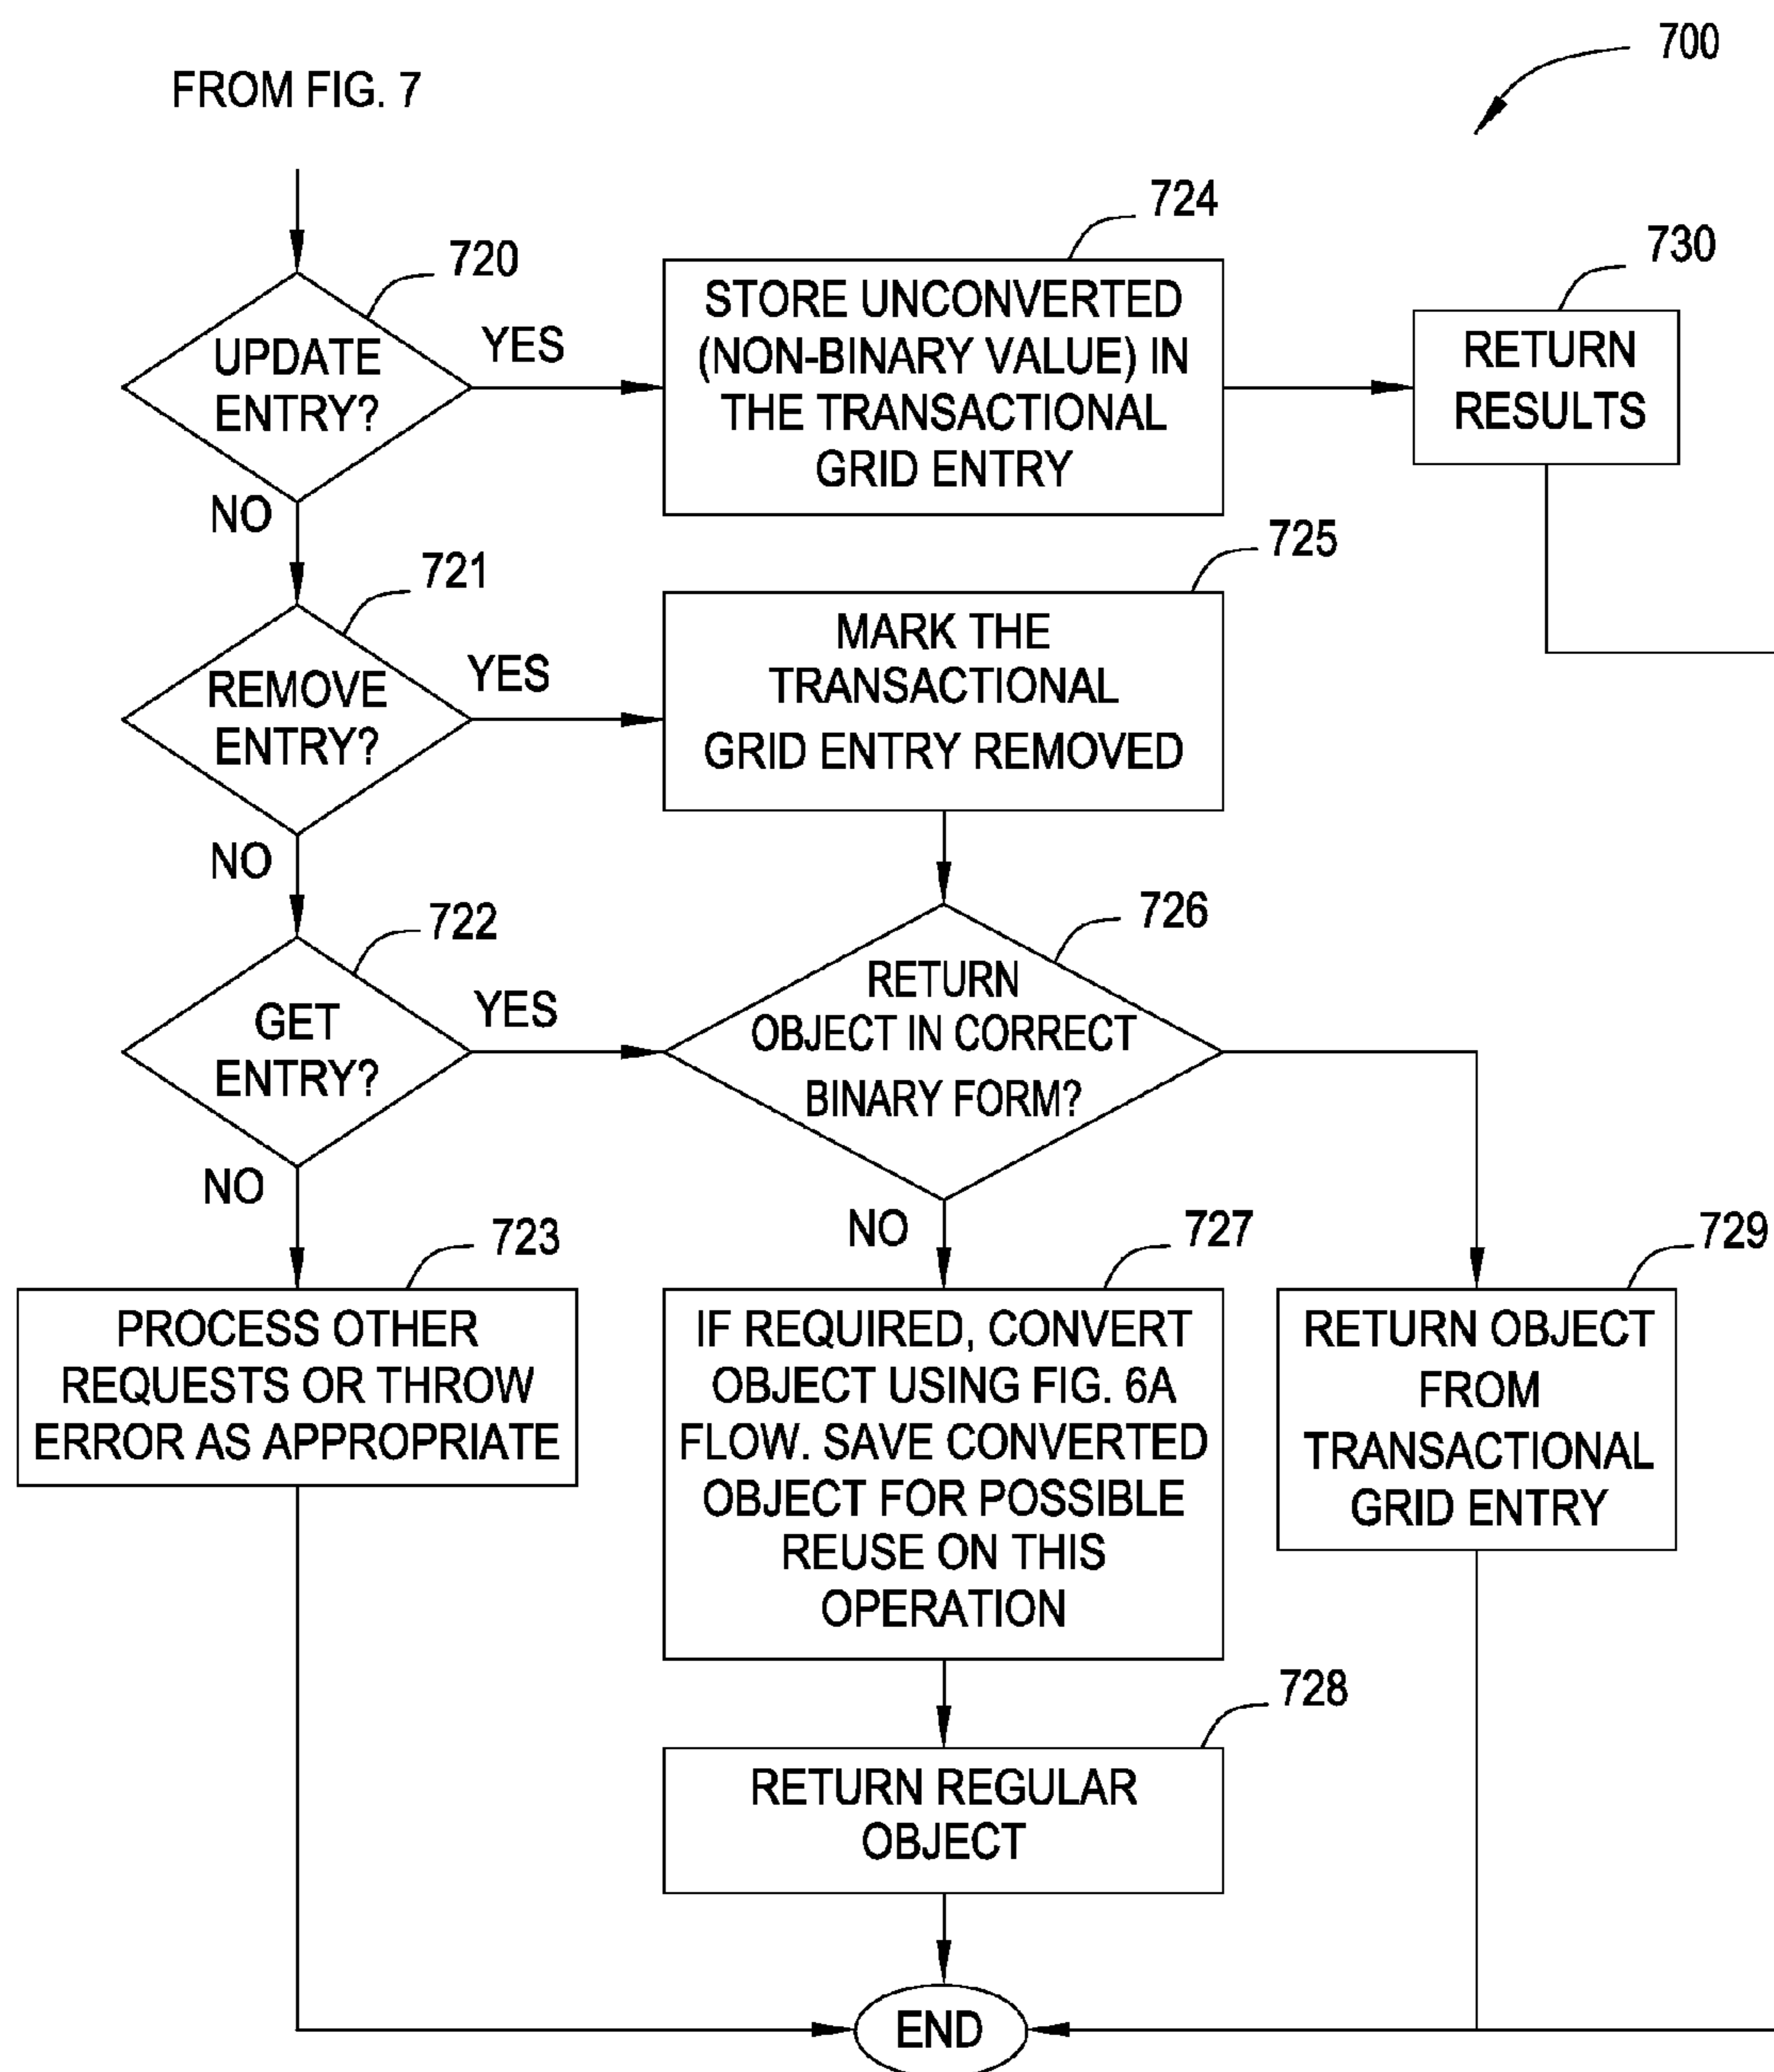 700
FROM FIG. 7
724
730
720
STORE UNCONVERTED
(NON-BINARY VALUE) IN
THE TRANSACTIONAL
GRID ENTRY
RETURN
RESULTS
UPDATE
ENTRY?
YES
NO
725
721
MARK THE
TRANSACTIONAL
GRID ENTRY REMOVED
REMOVE
ENTRY?
YES
NO
726
722
RETURN
OBJECT IN CORRECT
BINARY FORM?
GET
ENTRY?
YES
NO
NO
727
729
723
PROCESS OTHER
REQUESTS OR THROW
ERROR AS APPROPRIATE
IF REQUIRED, CONVERT
OBJECT USING FIG. 6A
FLOW. SAVE CONVERTED
OBJECT FOR POSSIBLE
REUSE ON THIS
OPERATION
RETURN OBJECT
FROM
TRANSACTIONAL
GRID ENTRY
728
RETURN REGULAR
OBJECT
END